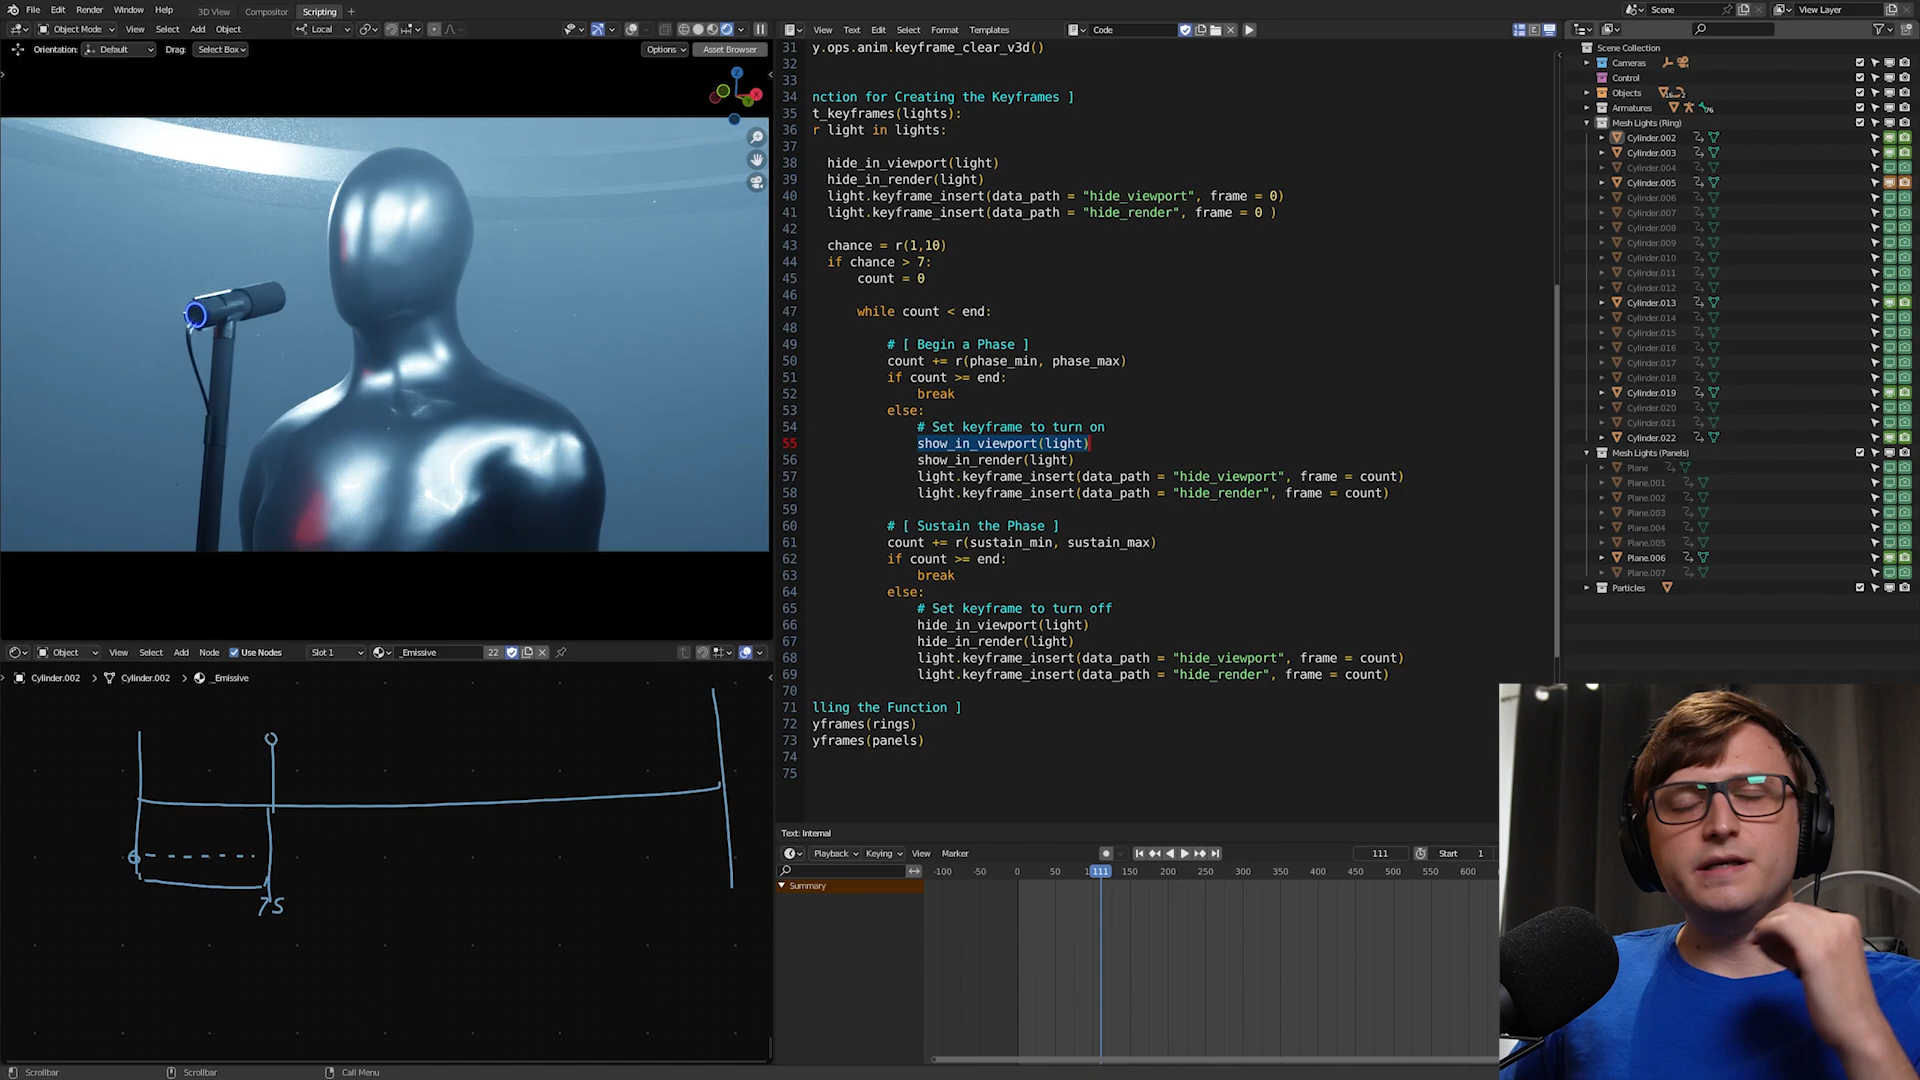 File Edit Render Window Help 3D View Compositor Scripting + Scene View Layer
Object Mode View Select Add Object Local
Orientation: Default Drag: Select Box Options Asset Browser
View Text Edit Select Format Templates Code
31 y.ops.anim.keyframe_clear_v3d()
32
33
34 nction for Creating the Keyframes ]
35 t_keyframes(lights):
36 r light in lights:
37
38 hide_in_viewport(light)
39 hide_in_render(light)
40 light.keyframe_insert(data_path = "hide_viewport", frame = 0)
41 light.keyframe_insert(data_path = "hide_render", frame = 0 )
42
43 chance = r(1,10)
44 if chance > 7:
45 count = 0
46
47 while count < end:
48
49 # [ Begin a Phase ]
50 count += r(phase_min, phase_max)
51 if count >= end:
52 break
53 else:
54 # Set keyframe to turn on
55 show_in_viewport(light)
56 show_in_render(light)
57 light.keyframe_insert(data_path = "hide_viewport", frame = count)
58 light.keyframe_insert(data_path = "hide_render", frame = count)
59
60 # [ Sustain the Phase ]
61 count += r(sustain_min, sustain_max)
62 if count >= end:
63 break
64 else:
65 # Set keyframe to turn off
66 hide_in_viewport(light)
67 hide_in_render(light)
68 light.keyframe_insert(data_path = "hide_viewport", frame = count)
69 light.keyframe_insert(data_path = "hide_render", frame = count)
70
71 lling the Function ]
72 yframes(rings)
73 yframes(panels)
74
75
Text: Internal
Scene Collection
Cameras
Control
Objects 16 2
Armatures 76
Mesh Lights (Ring)
Cylinder.002
Cylinder.003
Cylinder.004
Cylinder.005
Cylinder.006
Cylinder.007
Cylinder.008
Cylinder.009
Cylinder.010
Cylinder.011
Cylinder.012
Cylinder.013
Cylinder.014
Cylinder.015
Cylinder.016
Cylinder.017
Cylinder.018
Cylinder.019
Cylinder.020
Cylinder.021
Cylinder.022
Mesh Lights (Panels)
Plane
Plane.001
Plane.002
Plane.003
Plane.004
Plane.005
Plane.006
Plane.007
Particles
Object View Select Add Node Use Nodes Slot 1 _Emissive 22
Cylinder.002 > Cylinder.002 > _Emissive
75
Playback Keying View Marker 111 Start 1
-100 -50 0 111 150 200 250 300 350 400 450 500 550 600
Summary
Scrollbar Scrollbar Call Menu